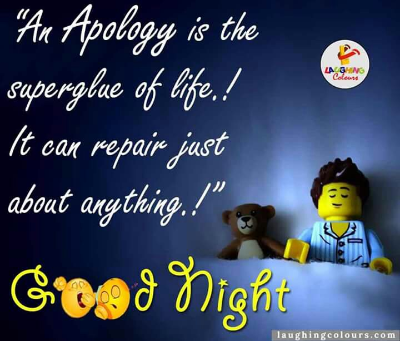 “An Apology is the
superglue of life.!
It can repair just
about anything.!”
LAUGHING
Colours
Good Night
laughingcolours.com